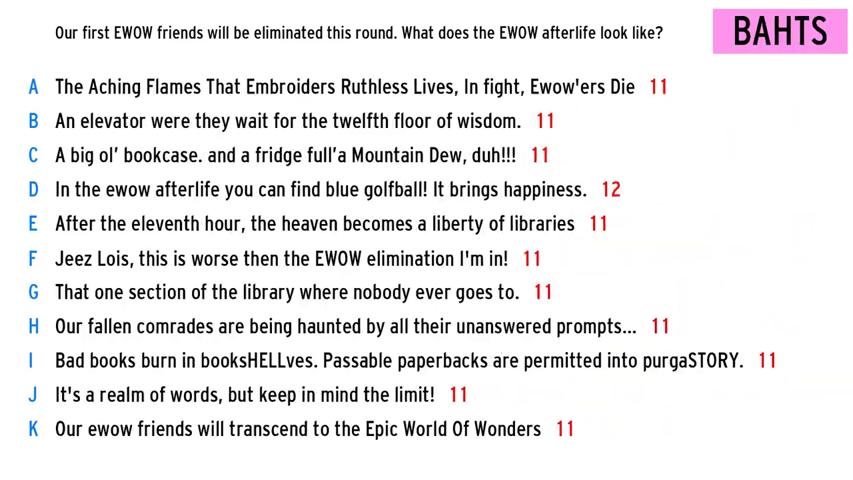 Our first EWOW friends will be eliminated this round. What does the EWOW afterlife look like?
BAHTS
A The Aching Flames That Embroiders Ruthless Lives, In fight, Ewow'ers Die 11
B An elevator were they wait for the twelfth floor of wisdom. 11
C A big ol’ bookcase. and a fridge full’a Mountain Dew, duh!!! 11
D In the ewow afterlife you can find blue golfball! It brings happiness. 12
E After the eleventh hour, the heaven becomes a liberty of libraries 11
F Jeez Lois, this is worse then the EWOW elimination I'm in! 11
G That one section of the library where nobody ever goes to. 11
H Our fallen comrades are being haunted by all their unanswered prompts... 11
I Bad books burn in booksHELLves. Passable paperbacks are permitted into purgaSTORY. 11
J It's a realm of words, but keep in mind the limit! 11
K Our ewow friends will transcend to the Epic World Of Wonders 11